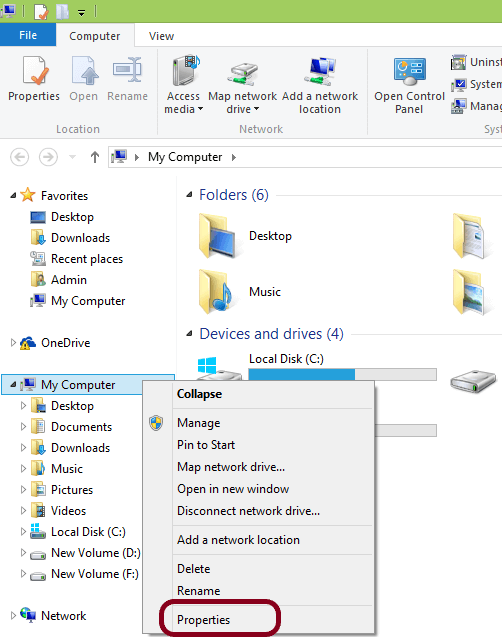 File Computer View
Properties Open Rename
Access media
Map network drive
Add a network location
Open Control Panel
Uninst
System
Manag
Location Network Sys
My Computer
Favorites
Desktop
Downloads
Recent places
Admin
My Computer
OneDrive
My Computer
Desktop
Documents
Downloads
Music
Pictures
Videos
Local Disk (C:)
New Volume (D:)
New Volume (F:)
Network
Folders (6)
Desktop
Music
Devices and drives (4)
Local Disk (C:)
Collapse
Manage
Pin to Start
Map network drive...
Open in new window
Disconnect network drive...
Add a network location
Delete
Rename
Properties